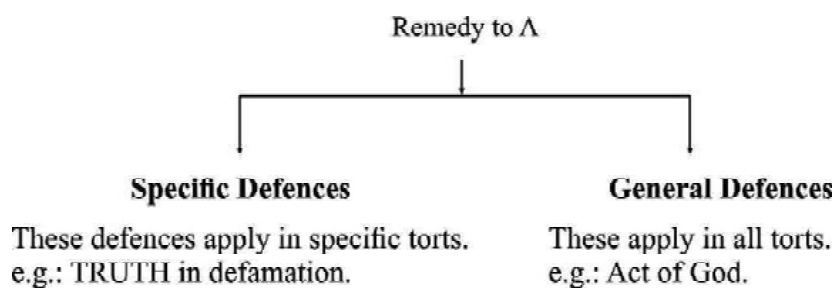 Remedy to Λ
Specific Defences
These defences apply in specific torts.
e.g.: TRUTH in defamation.
General Defences
These apply in all torts.
e.g.: Act of God.